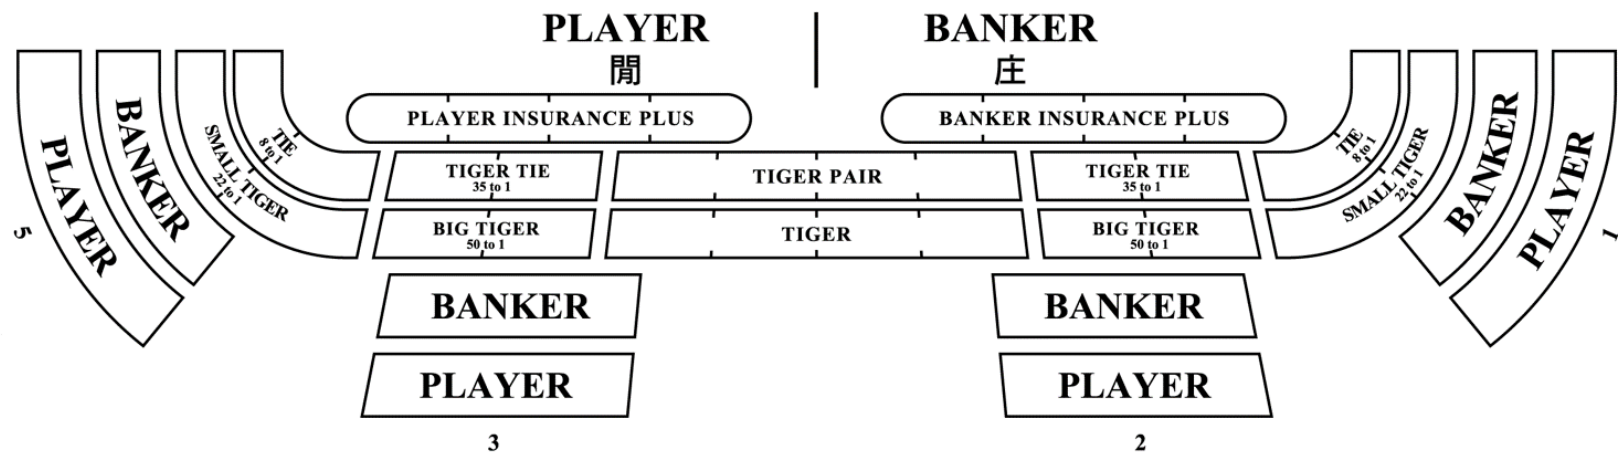 PLAYER
閒
BANKER
庄
PLAYER INSURANCE PLUS
BANKER INSURANCE PLUS
PLAYER
BANKER
SMALL TIGER
22 to 1
TIE
8 to 1
TIGER TIE
35 to 1
TIGER PAIR
TIGER TIE
35 to 1
TIE
8 to 1
SMALL TIGER
22 to 1
BANKER
PLAYER
BIG TIGER
50 to 1
TIGER
BIG TIGER
50 to 1
BANKER
BANKER
PLAYER
PLAYER
5
3
2
1